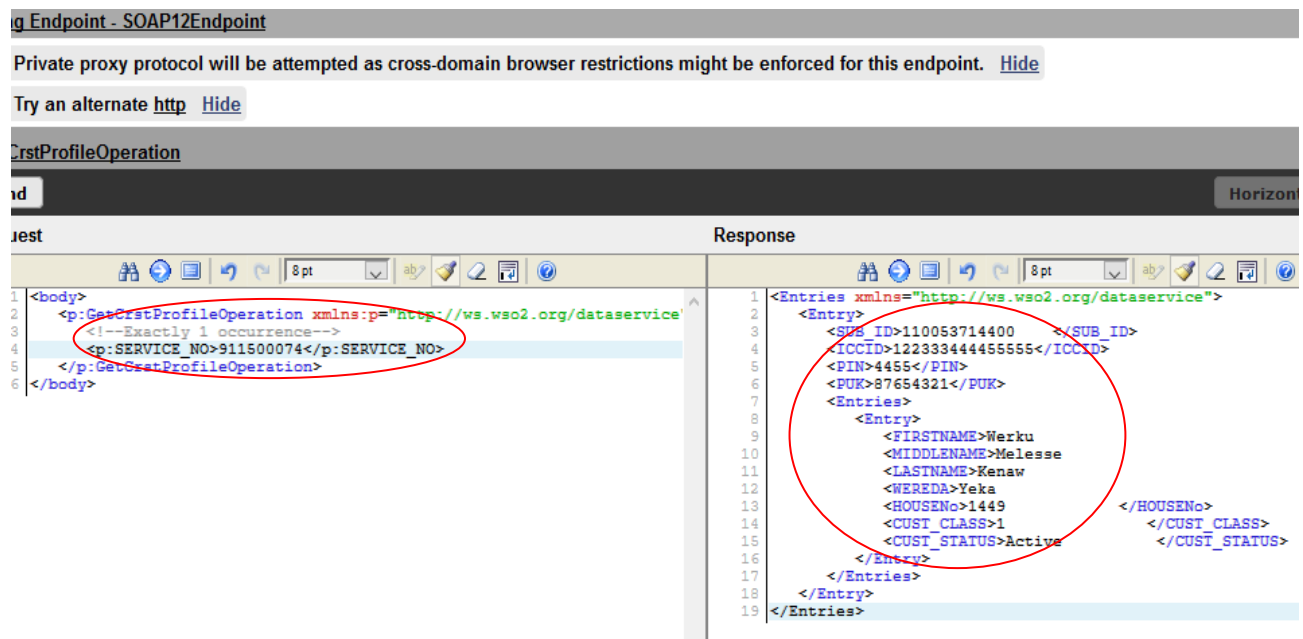 g Endpoint - SOAP12Endpoint
Private proxy protocol will be attempted as cross-domain browser restrictions might be enforced for this endpoint. Hide
Try an alternate http Hide
CrstProfileOperation
nd
Horizont
uest
Response
8 pt
8 pt
1 <body>
2 <p:GetCrstProfileOperation xmlns:p="http://ws.wso2.org/dataservice"
3 <!--Exactly 1 occurrence-->
4 <p:SERVICE_NO>911500074</p:SERVICE_NO>
5 </p:GetCrstProfileOperation>
6 </body>
1 <Entries xmlns="http://ws.wso2.org/dataservice">
2 <Entry>
3 <SUB_ID>110053714400 </SUB_ID>
4 <ICCID>122333444455555</ICCID>
5 <PIN>4455</PIN>
6 <PUK>87654321</PUK>
7 <Entries>
8 <Entry>
9 <FIRSTNAME>Werku
10 <MIDDLENAME>Melesse
11 <LASTNAME>Kenaw
12 <WEREDA>Yeka
13 <HOUSENo>1449 </HOUSENo>
14 <CUST_CLASS>1 </CUST_CLASS>
15 <CUST_STATUS>Active </CUST_STATUS>
16 </Entry>
17 </Entries>
18 </Entry>
19 </Entries>